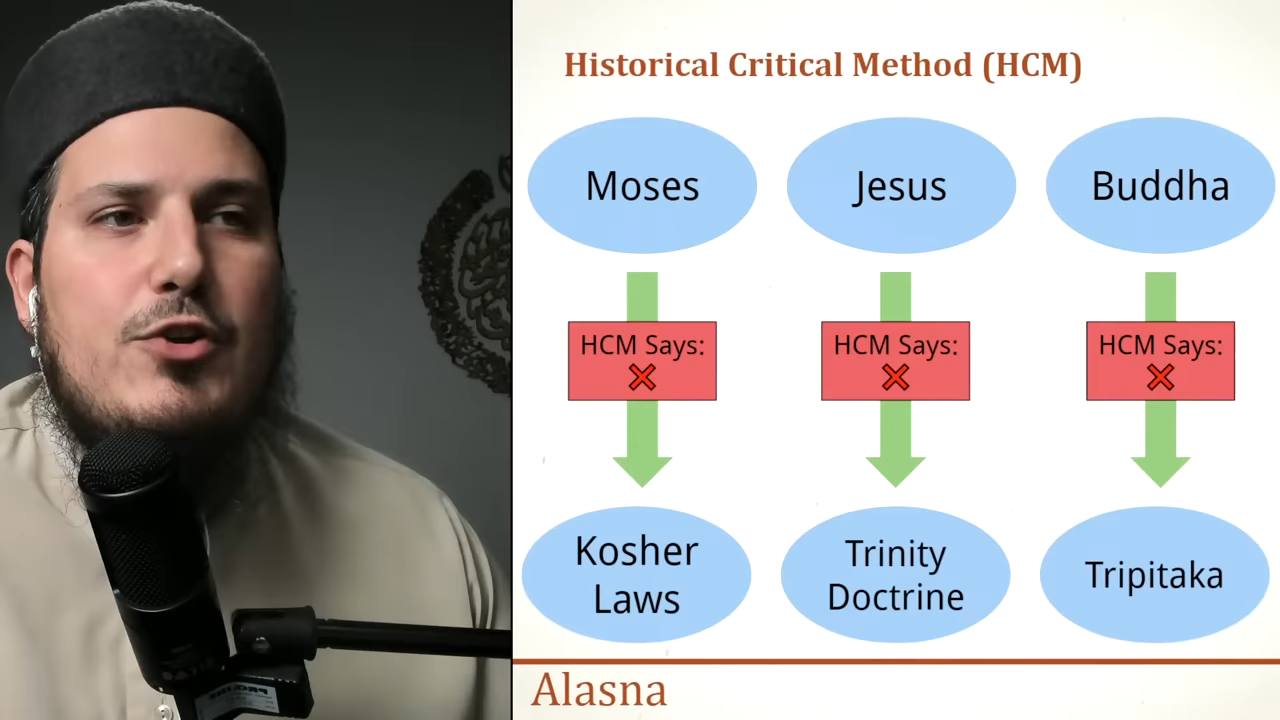 Historical Critical Method (HCM)
Moses
Jesus
Buddha
HCM Says:
HCM Says:
HCM Says:
Kosher
Laws
Trinity
Doctrine
Tripitaka
Alasna